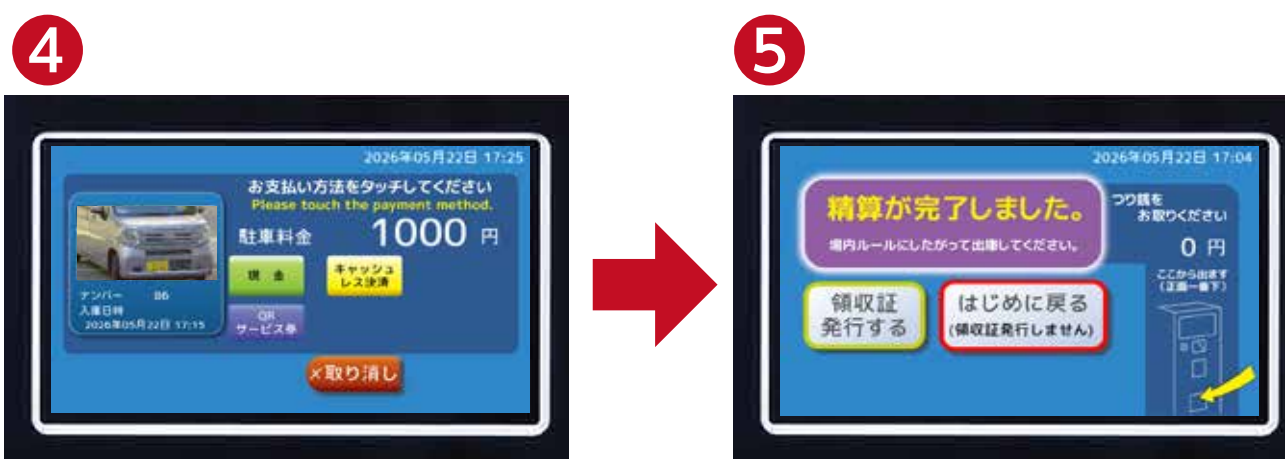 4
2026年05月22日 17:25
お支払い方法をタッチしてください
Please touch the payment method.
駐車料金 1000 円
現 金
キャッシュ
レス決済
QR
サービス券
ナンバー 86
入庫日時
2026年05月22日 17:15
×取り消し
5
2026年05月22日 17:04
精算が完了しました。
場内ルールにしたがって出庫してください。
つり銭を
お取りください
0 円
ここから出ます
(正面一番下)
領収証
発行する
はじめに戻る
(領収証発行しません)